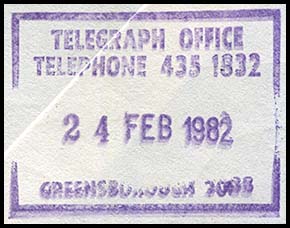 TELEGRAPH OFFICE
TELEPHONE 435 1832
24 FEB 1982
GREENSBOROUGH 3088